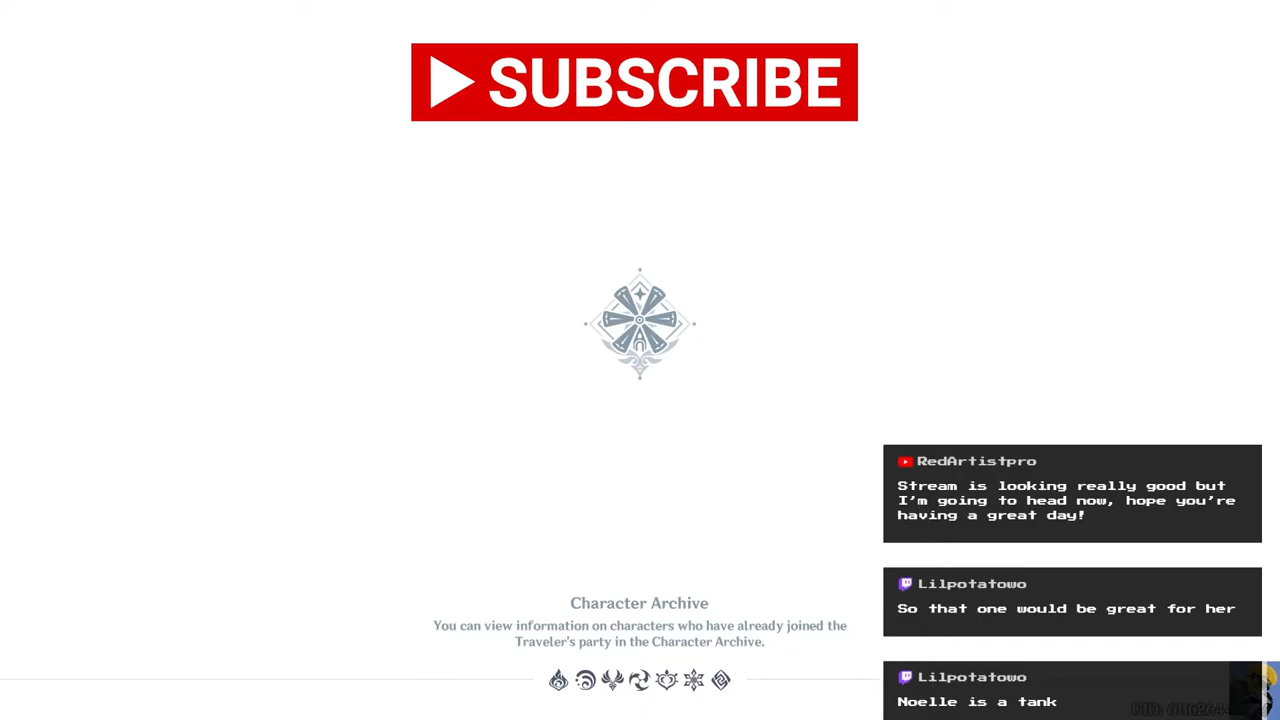 SUBSCRIBE
RedArtistpro
Stream is looking really good but
I'm going to head now, hope you're
having a great day!
Lilpotatowo
So that one would be great for her
Character Archive
You can view information on characters who have already joined the
Traveler's party in the Character Archive.
Lilpotatowo
Noelle is a tank